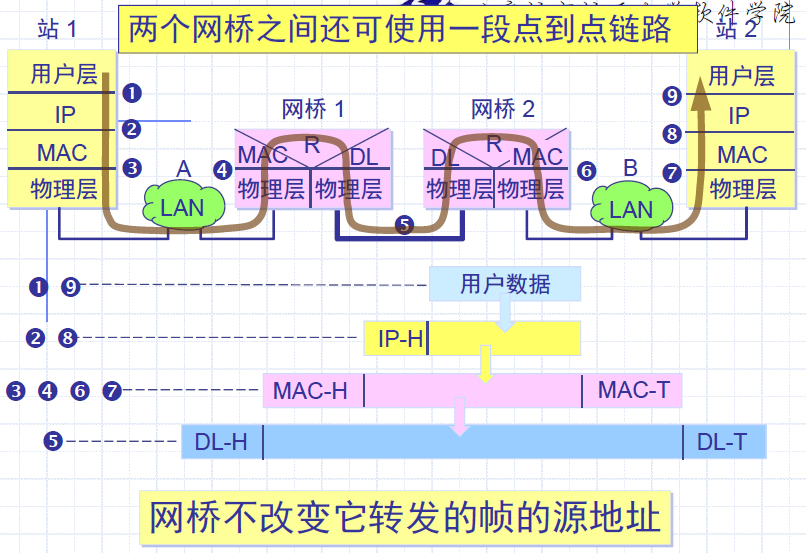 软件学院
两个网桥之间还可使用一段点到点链路
站 1
站 2
用户层
IP
MAC
物理层
❶
❷
❸
A
LAN
❹
网桥 1
MAC
R
DL
物理层
物理层
❺
网桥 2
DL
R
MAC
物理层
物理层
❻
B
LAN
❾
❽
❼
用户层
IP
MAC
物理层
❶ ❾
用户数据
❷ ❽
IP-H
❸ ❹ ❻ ❼
MAC-H
MAC-T
❺
DL-H
DL-T
网桥不改变它转发的帧的源地址